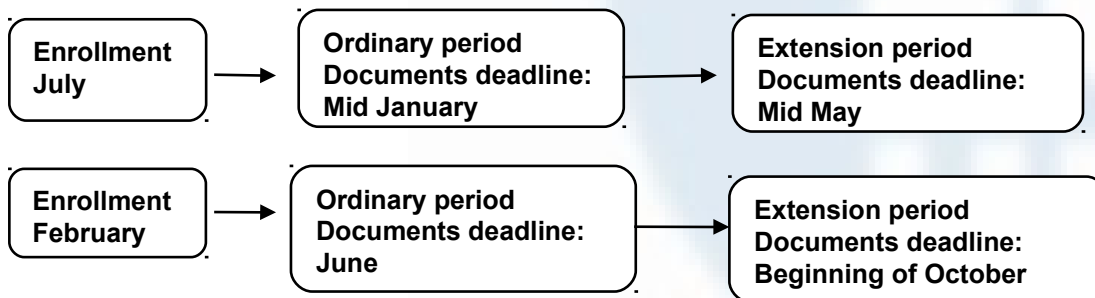 Enrollment
July
Ordinary period
Documents deadline:
Mid January
Extension period
Documents deadline:
Mid May
Enrollment
February
Ordinary period
Documents deadline:
June
Extension period
Documents deadline:
Beginning of October